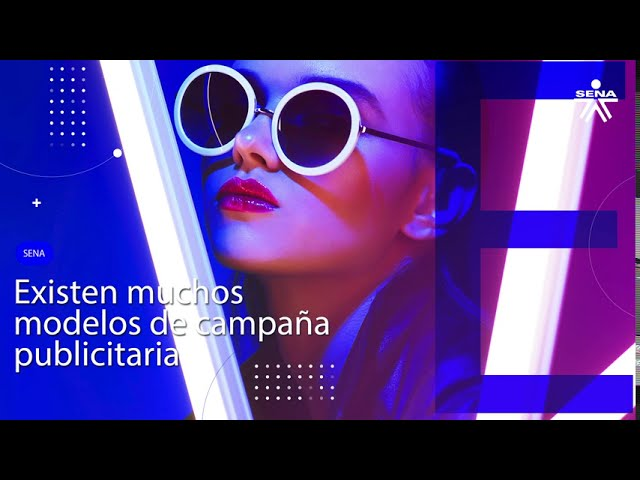 SENA
SENA
Existen muchos
modelos de campaña
publicitaria